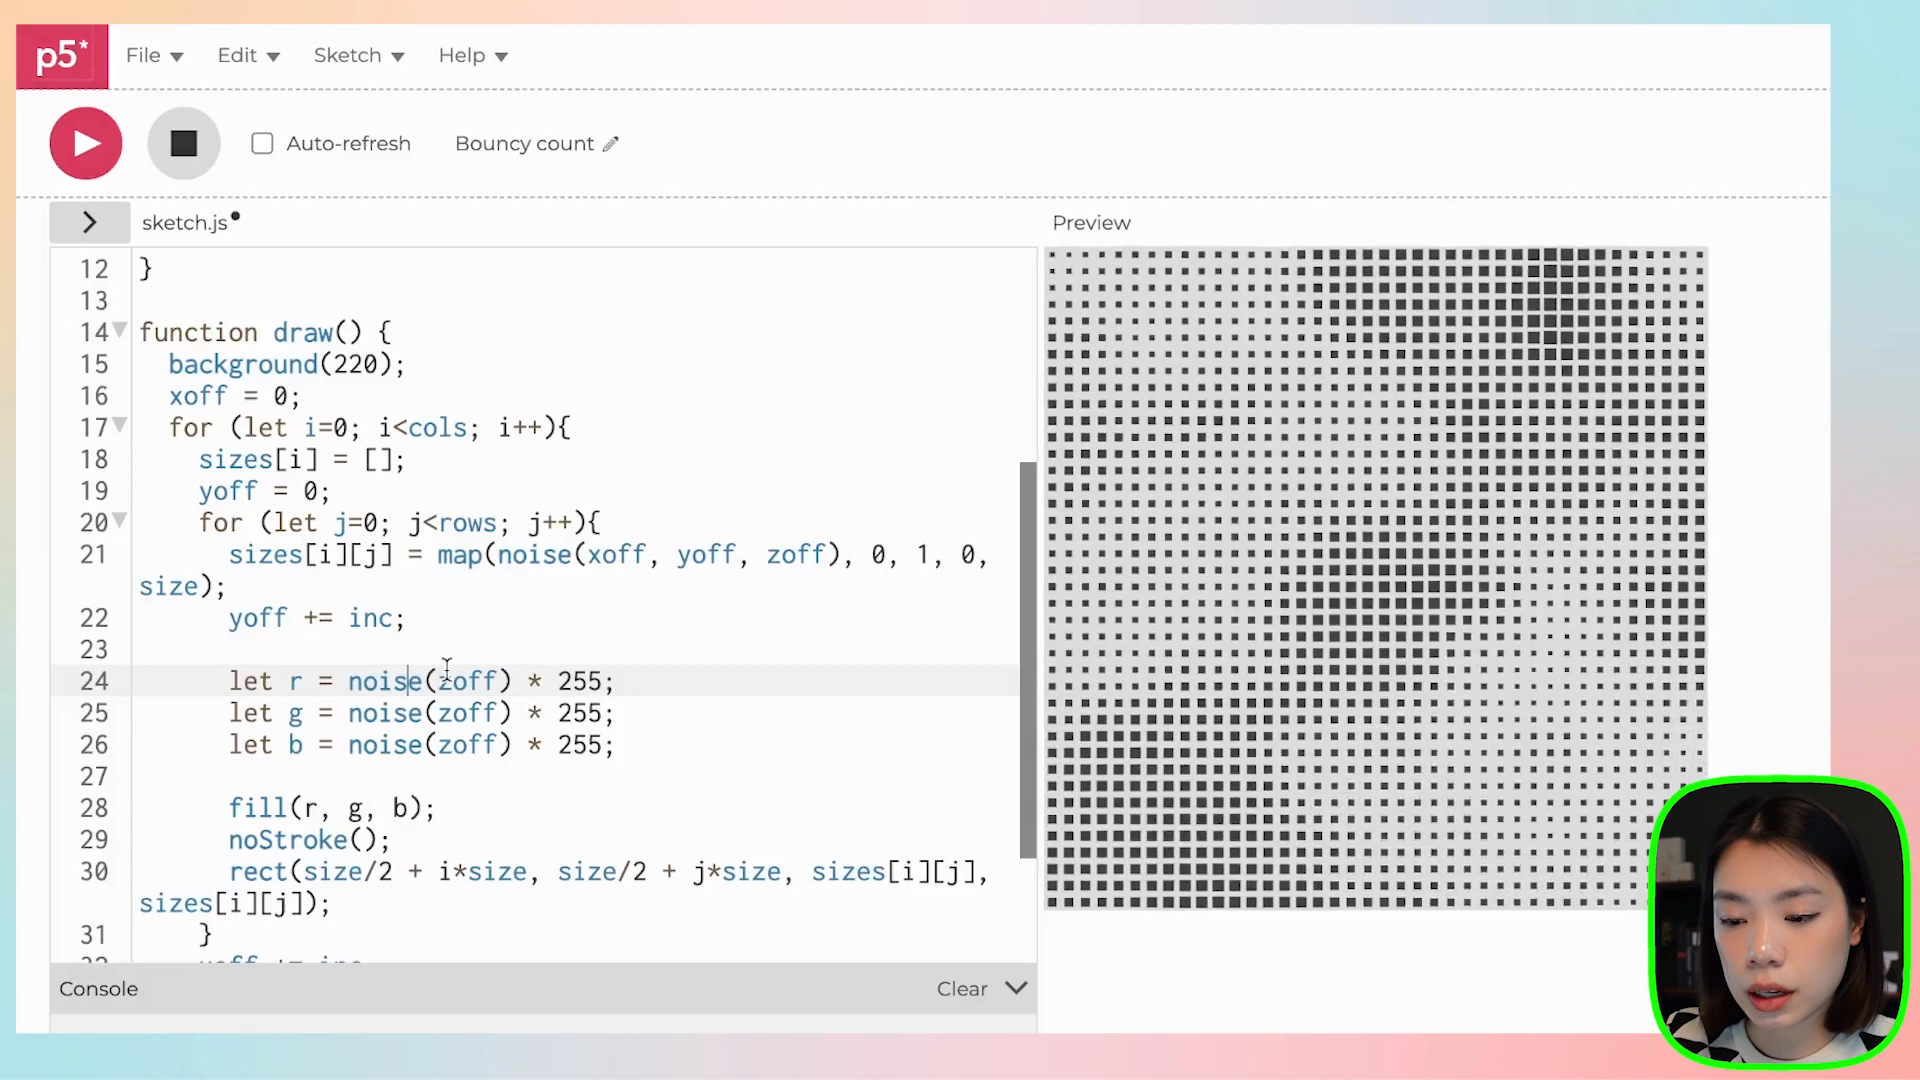 p5*
File
Edit
Sketch
Help
Auto-refresh
Bouncy count
sketch.js
Preview
12 }
13
14 function draw() {
15 background(220);
16 xoff = 0;
17 for (let i=0; i<cols; i++){
18 sizes[i] = [];
19 yoff = 0;
20 for (let j=0; j<rows; j++){
21 sizes[i][j] = map(noise(xoff, yoff, zoff), 0, 1, 0,
size);
22 yoff += inc;
23
24 let r = noise(zoff) * 255;
25 let g = noise(zoff) * 255;
26 let b = noise(zoff) * 255;
27
28 fill(r, g, b);
29 noStroke();
30 rect(size/2 + i*size, size/2 + j*size, sizes[i][j],
sizes[i][j]);
31 }
Console
Clear